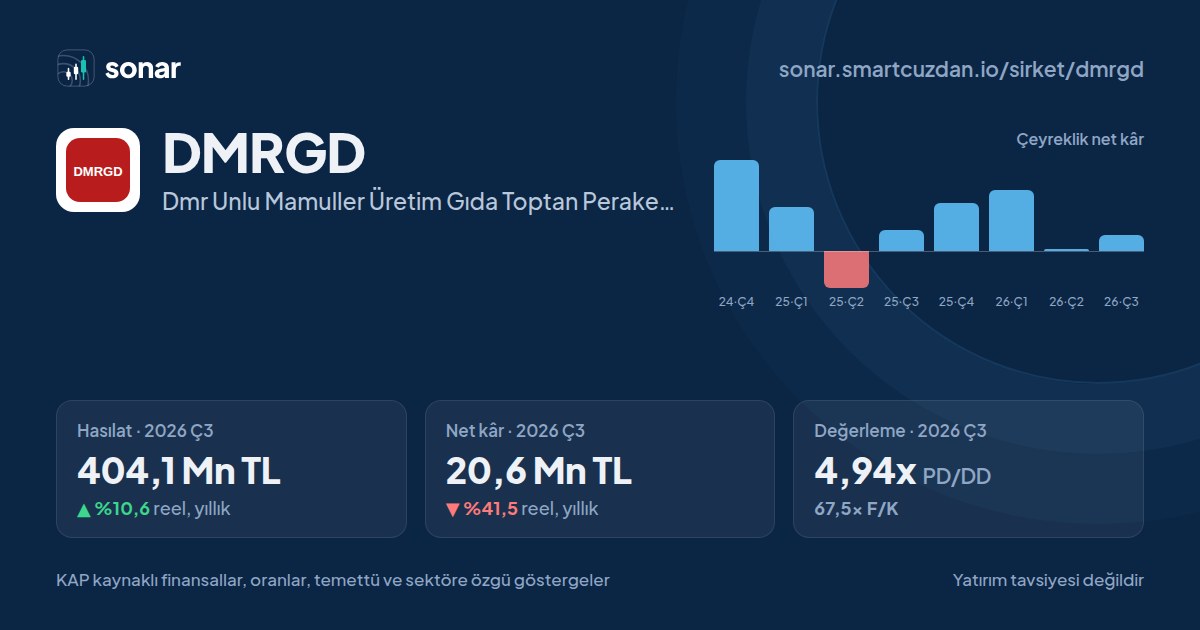 sonar
sonar.smartcuzdan.io/sirket/dmrgd
DMRGD
DMRGD
Dmr Unlu Mamuller Üretim Gıda Toptan Perake…
Çeyreklik net kâr
24·Ç4 25·Ç1 25·Ç2 25·Ç3 25·Ç4 26·Ç1 26·Ç2 26·Ç3
Hasılat · 2026 Ç3
404,1 Mn TL
▲ %10,6 reel, yıllık
Net kâr · 2026 Ç3
20,6 Mn TL
▼ %41,5 reel, yıllık
Değerleme · 2026 Ç3
4,94x PD/DD
67,5× F/K
KAP kaynaklı finansallar, oranlar, temettü ve sektöre özgü göstergeler
Yatırım tavsiyesi değildir